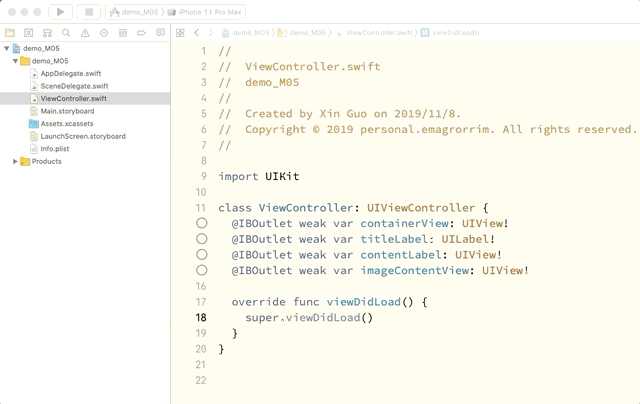 demo_M05 iPhone 11 Pro Max
demo_M05 demo_M05 ViewController.swift viewDidLoad()
demo_M05
demo_M05
AppDelegate.swift
SceneDelegate.swift
ViewController.swift
Main.storyboard
Assets.xcassets
LaunchScreen.storyboard
Info.plist
Products
1 //
2 //  ViewController.swift
3 //  demo_M05
4 //
5 //  Created by Xin Guo on 2019/11/8.
6 //  Copyright © 2019 personal.emagrorrim. All rights reserved.
7 //
8
9 import UIKit
10
11 class ViewController: UIViewController {
@IBOutlet weak var containerView: UIView!
@IBOutlet weak var titleLabel: UILabel!
@IBOutlet weak var contentLabel: UIView!
@IBOutlet weak var imageContentView: UIView!
16
17 override func viewDidLoad() {
18 super.viewDidLoad()
19 }
20 }
21
22